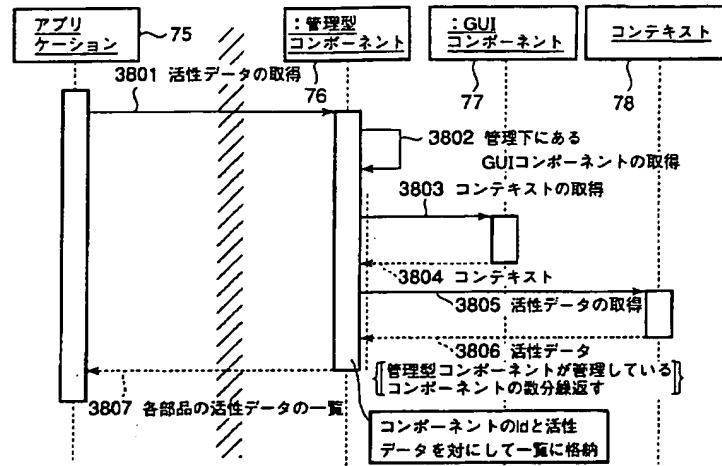 アプリ
ケーション
75
：管理型
コンポーネント
76
：GUI
コンポーネント
77
コンテキスト
78
3801 活性データの取得
3802 管理下にある
GUIコンポーネントの取得
3803 コンテキストの取得
3804 コンテキスト
3805 活性データの取得
3806 活性データ
管理型コンポーネントが管理している
コンポーネントの数分繰返す
3807 各部品の活性データの一覧
コンポーネントのIdと活性
データを対にして一覧に格納